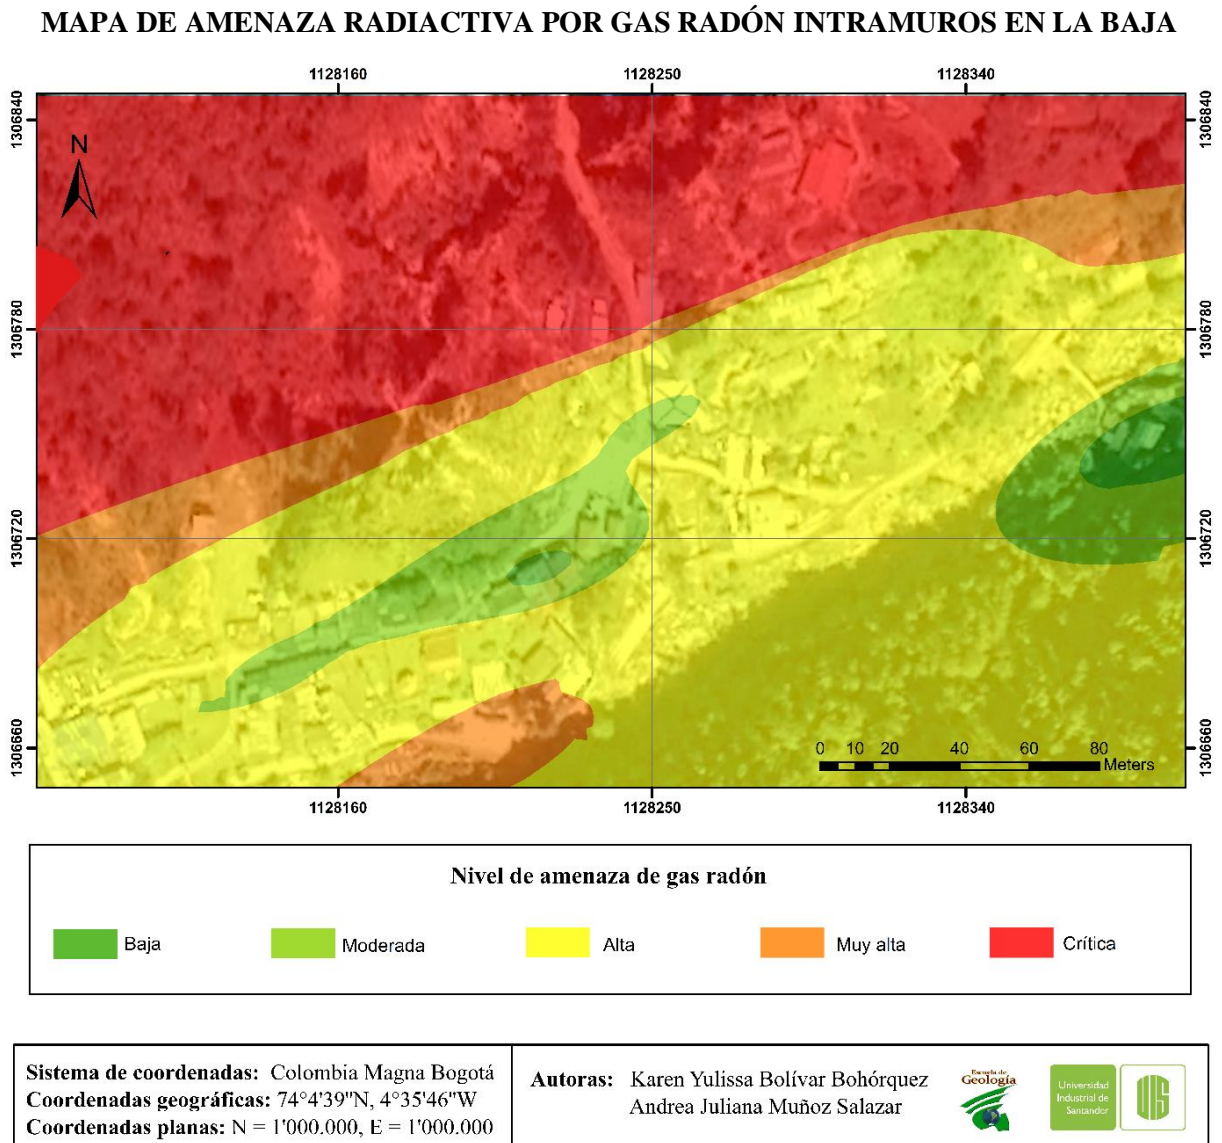 MAPA DE AMENAZA RADIACTIVA POR GAS RADÓN INTRAMUROS EN LA BAJA
1128160 1128250 1128340
1306840 1306840
N
1306780 1306780
1306720 1306720
1306660 1306660
0 10 20 40 60 80
Meters
1128160 1128250 1128340
Nivel de amenaza de gas radón
Baja Moderada Alta Muy alta Crítica
Sistema de coordenadas: Colombia Magna Bogotá
Coordenadas geográficas: 74°4'39"N, 4°35'46"W
Coordenadas planas: N = 1'000.000, E = 1'000.000
Autoras: Karen Yulissa Bolívar Bohórquez
Andrea Juliana Muñoz Salazar
Escuela de
Geología
Universidad
Industrial de
Santander
UIS